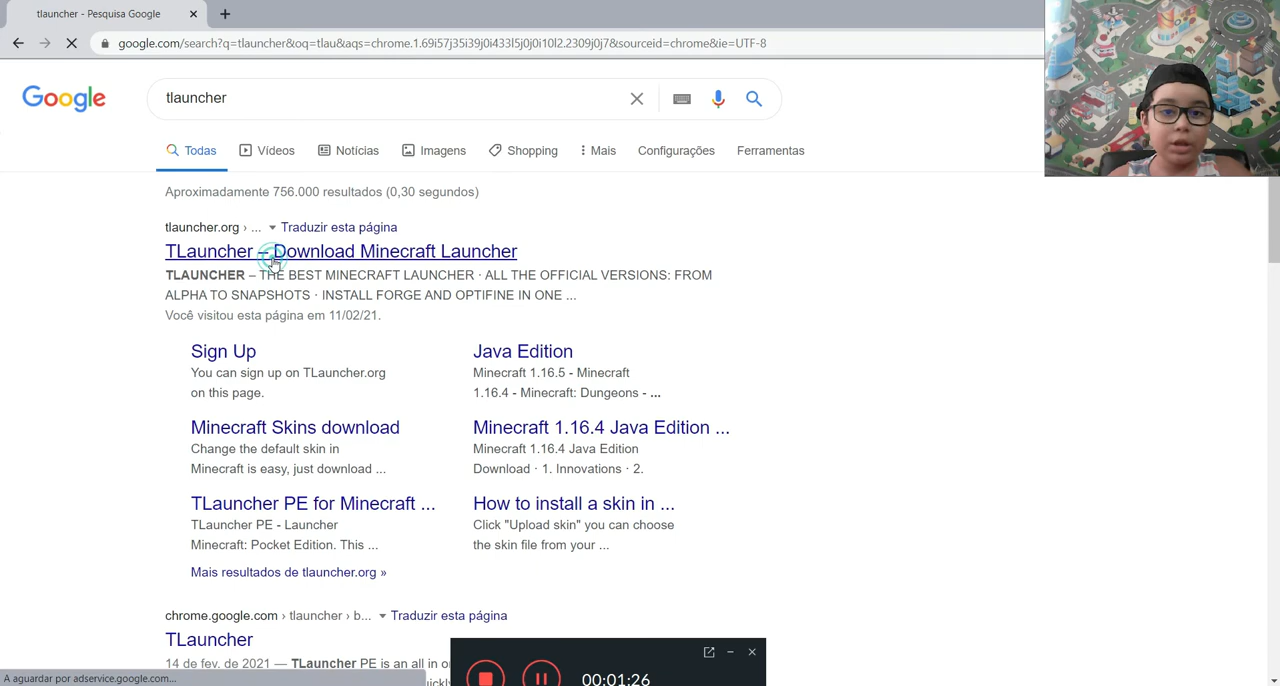 tlauncher - Pesquisa Google
google.com/search?q=tlauncher&oq=tlau&aqs=chrome.1.69i57j35i39j0i433l5j0j0i10l2.2309j0j7&sourceid=chrome&ie=UTF-8
Google
tlauncher
Todas
Vídeos
Notícias
Imagens
Shopping
Mais
Configurações
Ferramentas
Aproximadamente 756.000 resultados (0,30 segundos)
tlauncher.org › ... Traduzir esta página
TLauncher – Download Minecraft Launcher
TLAUNCHER – THE BEST MINECRAFT LAUNCHER · ALL THE OFFICIAL VERSIONS: FROM
ALPHA TO SNAPSHOTS · INSTALL FORGE AND OPTIFINE IN ONE ...
Você visitou esta página em 11/02/21.
Sign Up
You can sign up on TLauncher.org
on this page.
Java Edition
Minecraft 1.16.5 - Minecraft
1.16.4 - Minecraft: Dungeons - ...
Minecraft Skins download
Change the default skin in
Minecraft is easy, just download ...
Minecraft 1.16.4 Java Edition ...
Minecraft 1.16.4 Java Edition
Download · 1. Innovations · 2.
TLauncher PE for Minecraft ...
TLauncher PE - Launcher
Minecraft: Pocket Edition. This ...
How to install a skin in ...
Click "Upload skin" you can choose
the skin file from your ...
Mais resultados de tlauncher.org »
chrome.google.com › tlauncher › b... Traduzir esta página
TLauncher
14 de fev. de 2021 — TLauncher PE is an all in
A aguardar por adservice.google.com...
00:01:26